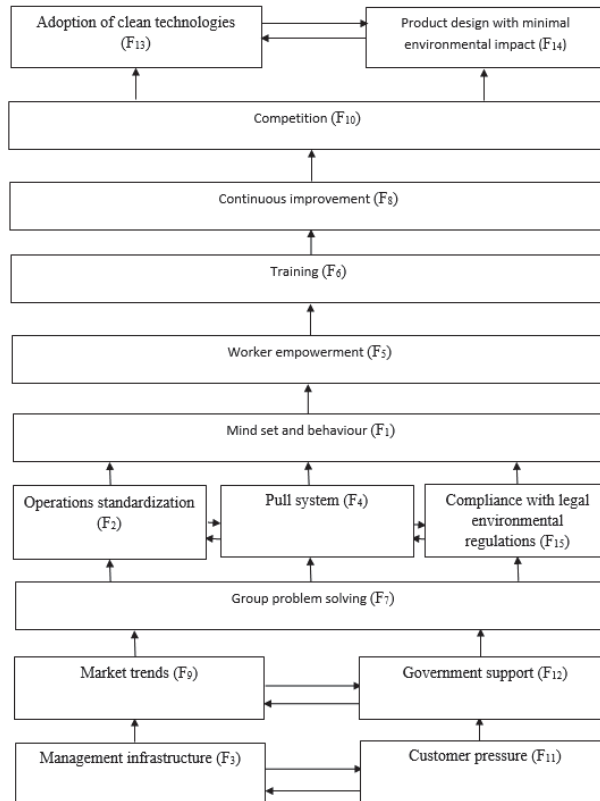 Adoption of clean technologies
(F13)
Product design with minimal
environmental impact (F14)
Competition (F10)
Continuous improvement (F8)
Training (F6)
Worker empowerment (F5)
Mind set and behaviour (F1)
Operations standardization
(F2)
Pull system (F4)
Compliance with legal
environmental
regulations (F15)
Group problem solving (F7)
Market trends (F9)
Government support (F12)
Management infrastructure (F3)
Customer pressure (F11)